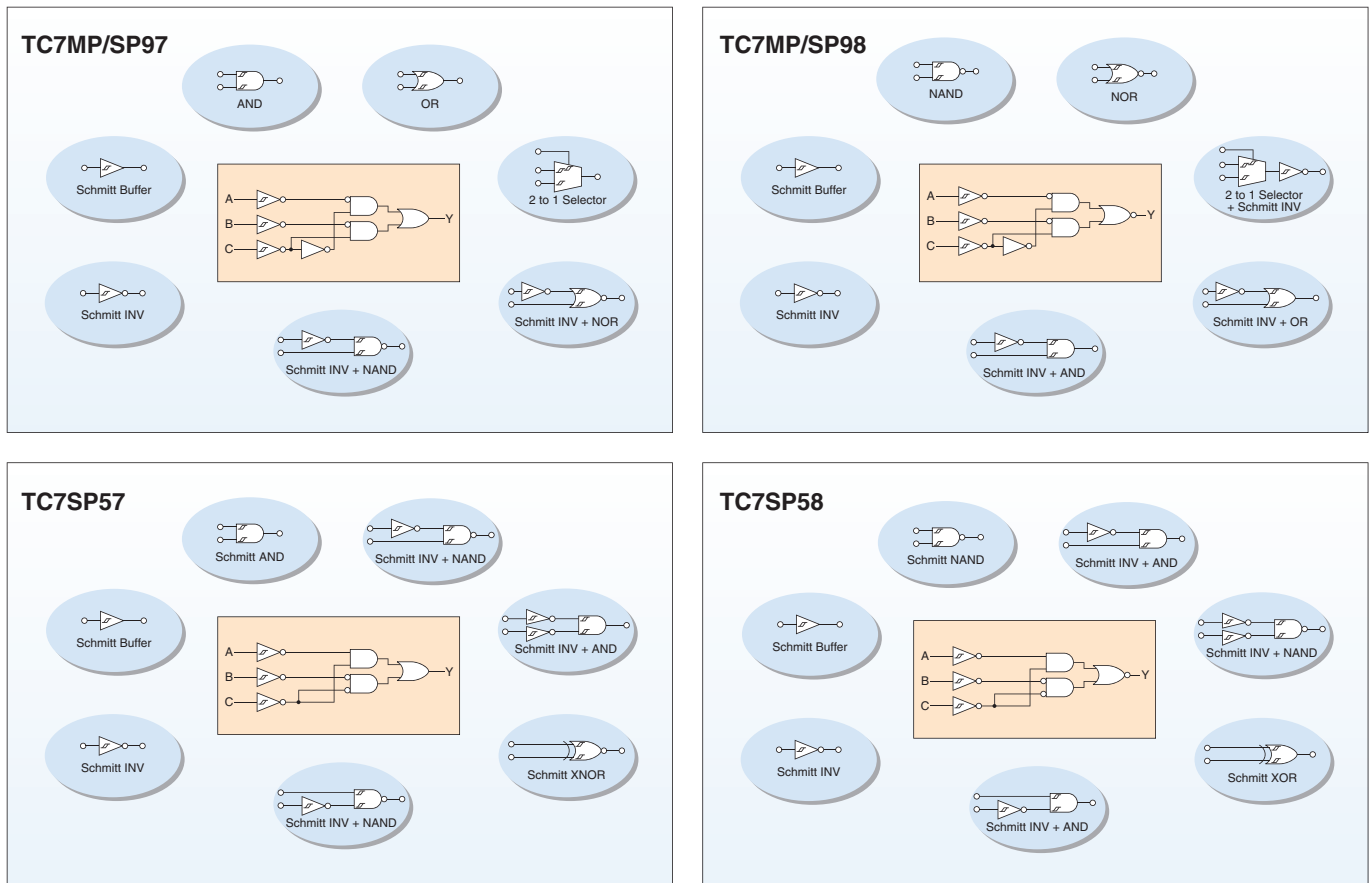 TC7MP/SP97
AND
OR
Schmitt Buffer
2 to 1 Selector
A
B
C
Y
Schmitt INV
Schmitt INV + NOR
Schmitt INV + NAND
TC7MP/SP98
NAND
NOR
Schmitt Buffer
2 to 1 Selector
+ Schmitt INV
A
B
C
Y
Schmitt INV
Schmitt INV + OR
Schmitt INV + AND
TC7SP57
Schmitt AND
Schmitt INV + NAND
Schmitt Buffer
Schmitt INV + AND
A
B
C
Y
Schmitt INV
Schmitt XNOR
Schmitt INV + NAND
TC7SP58
Schmitt NAND
Schmitt INV + AND
Schmitt Buffer
Schmitt INV + NAND
A
B
C
Y
Schmitt INV
Schmitt XOR
Schmitt INV + AND